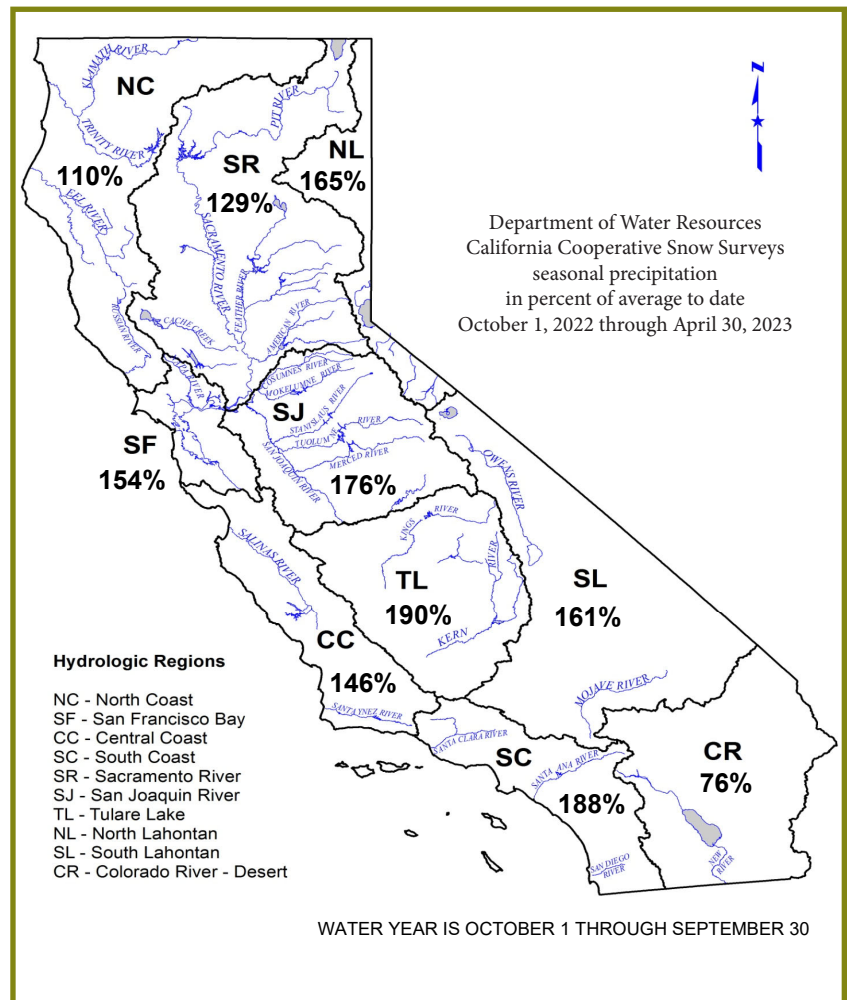 KLAMATH RIVER
NC
TRINITY RIVER
PIT RIVER
NL
165%
SR
129%
110%
EEL RIVER
SACRAMENTO RIVER
FEATHER RIVER
N
Department of Water Resources
California Cooperative Snow Surveys
seasonal precipitation
in percent of average to date
October 1, 2022 through April 30, 2023
RUSSIAN RIVER
CACHE CREEK
AMERICAN RIVER
RIVER
OSUMNES RIVER
MOKELUMNE RIVER
SJ
STANISLAUS RIVER
TUOLUMNE RIVER
MERCED RIVER
SAN JOAQUIN RIVER
176%
SF
154%
OWENS RIVER
SALINAS RIVER
KINGS RIVER
RIVER
TL
190%
KERN
SL
161%
CC
146%
SANTA YNEZ RIVER
MOJAVE RIVER
SANTA CLARA RIVER
SC
SANTA ANA RIVER
188%
CR
76%
SAN DIEGO
RIVER
NEW
RIVER
Hydrologic Regions
NC - North Coast
SF - San Francisco Bay
CC - Central Coast
SC - South Coast
SR - Sacramento River
SJ - San Joaquin River
TL - Tulare Lake
NL - North Lahontan
SL - South Lahontan
CR - Colorado River - Desert
WATER YEAR IS OCTOBER 1 THROUGH SEPTEMBER 30